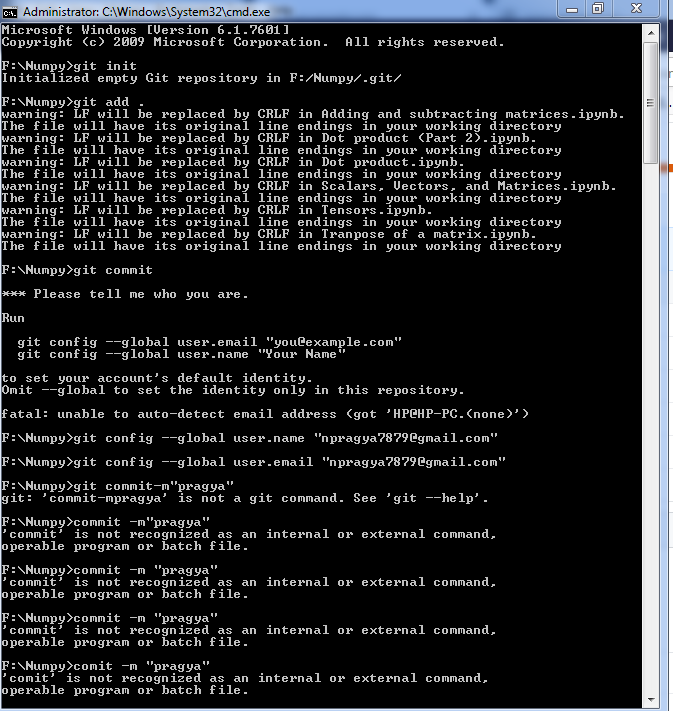 Administrator: C:\Windows\System32\cmd.exe
Microsoft Windows [Version 6.1.7601]
Copyright (c) 2009 Microsoft Corporation.  All rights reserved.
F:\Numpy>git init
Initialized empty Git repository in F:/Numpy/.git/
F:\Numpy>git add .
warning: LF will be replaced by CRLF in Adding and subtracting matrices.ipynb.
The file will have its original line endings in your working directory
warning: LF will be replaced by CRLF in Dot product (Part 2).ipynb.
The file will have its original line endings in your working directory
warning: LF will be replaced by CRLF in Dot product.ipynb.
The file will have its original line endings in your working directory
warning: LF will be replaced by CRLF in Scalars, Vectors, and Matrices.ipynb.
The file will have its original line endings in your working directory
warning: LF will be replaced by CRLF in Tensors.ipynb.
The file will have its original line endings in your working directory
warning: LF will be replaced by CRLF in Tranpose of a matrix.ipynb.
The file will have its original line endings in your working directory
F:\Numpy>git commit
*** Please tell me who you are.
Run
  git config --global user.email "you@example.com"
  git config --global user.name "Your Name"
to set your account's default identity.
Omit --global to set the identity only in this repository.
fatal: unable to auto-detect email address (got 'HP@HP-PC.(none)')
F:\Numpy>git config --global user.name "npragya7879@gmail.com"
F:\Numpy>git config --global user.email "npragya7879@gmail.com"
F:\Numpy>git commit-m"pragya"
git: 'commit-mpragya' is not a git command. See 'git --help'.
F:\Numpy>commit -m"pragya"
'commit' is not recognized as an internal or external command,
operable program or batch file.
F:\Numpy>commit -m "pragya"
'commit' is not recognized as an internal or external command,
operable program or batch file.
F:\Numpy>commit -m "pragya"
'commit' is not recognized as an internal or external command,
operable program or batch file.
F:\Numpy>comit -m "pragya"
'comit' is not recognized as an internal or external command,
operable program or batch file.